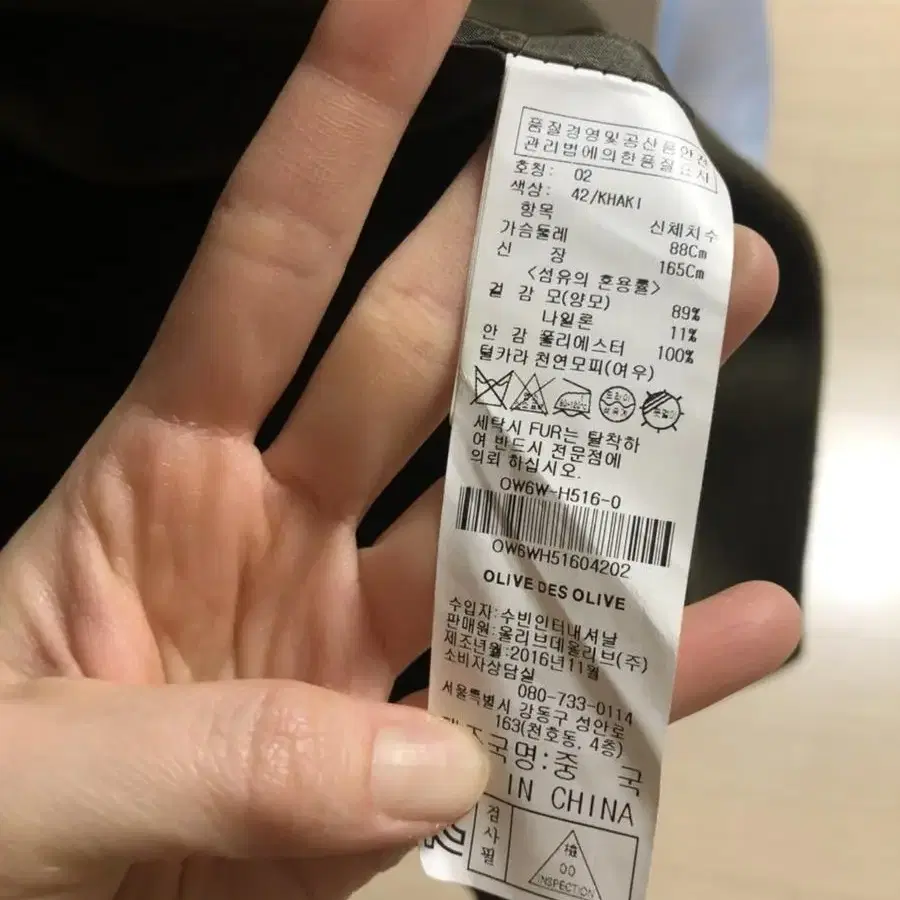 품질경영및공산품안전
관리법에의한품질표시
호칭: 02
색상: 42/KHAKI
항목 신체치수
가슴둘레 88Cm
신 장 165Cm
<섬유의 혼용률>
겉 감 모(양모) 89%
나일론 11%
안 감 폴리에스터 100%
털카라 천연모피(여우)
세탁시 FUR는 탈착하
여 반드시 전문점에
의뢰 하십시오.
OW6W-H516-0
OW6WH51604202
OLIVE DES OLIVE
수입자:수빈인터내셔날
판매원:올리브데올리브(주)
제조년월:2016년11월
소비자상담실
080-733-0114
서울특별시 강동구 성안로
163(천호동, 4층)
국명:중 국
IN CHINA
검사필
檢
00
INSPECTION